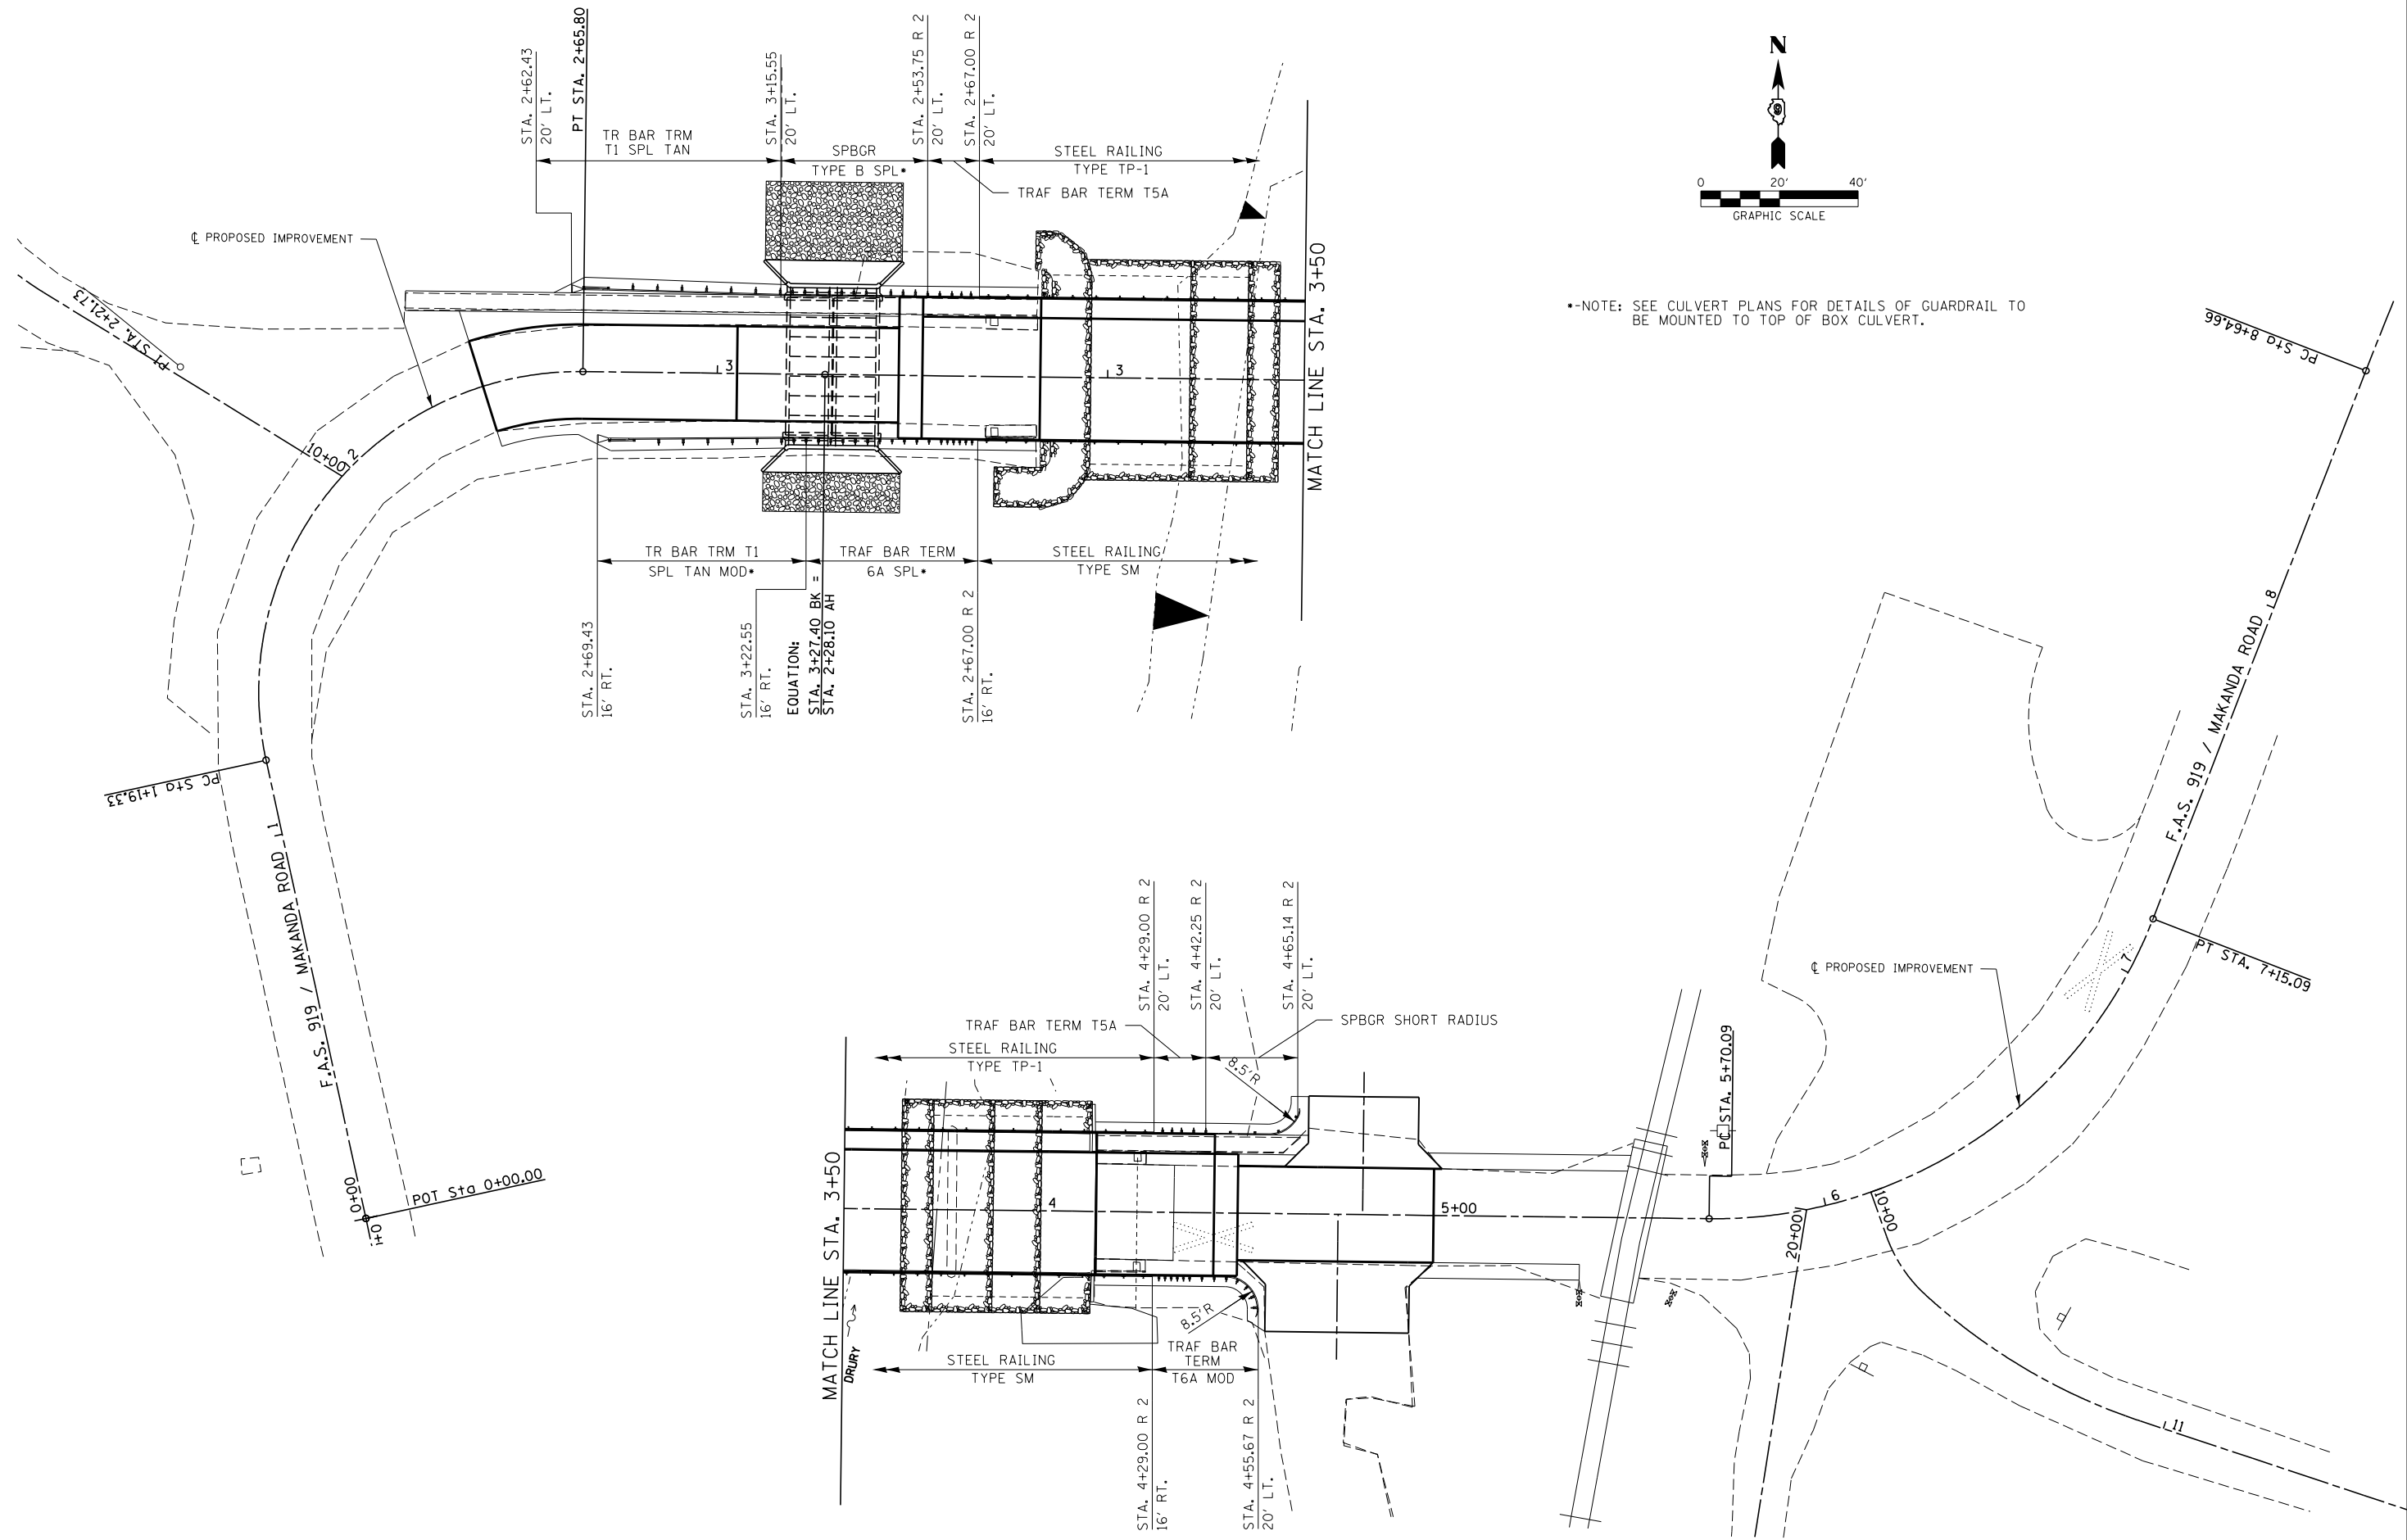 STA. 2+62.43
20' LT.
PT STA. 2+65.80
STA. 3+15.55
20' LT.
STA. 2+53.75 R 2
20' LT.
STA. 2+67.00 R 2
20' LT.
TR BAR TRM
T1 SPL TAN
SPBGR
TYPE B SPL*
STEEL RAILING
TYPE TP-1
TRAF BAR TERM T5A
℄ PROPOSED IMPROVEMENT
N
0 20' 40'
GRAPHIC SCALE
*-NOTE: SEE CULVERT PLANS FOR DETAILS OF GUARDRAIL TO
BE MOUNTED TO TOP OF BOX CULVERT.
MATCH LINE STA. 3+50
PC Sta 8+64.66
PI STA. 2+21.73
10+00
2
3
3
TR BAR TRM T1
SPL TAN MOD*
TRAF BAR TERM
6A SPL*
STEEL RAILING
TYPE SM
STA. 2+69.43
16' RT.
STA. 3+22.55
16' RT.
EQUATION:
STA. 3+27.40 BK =
STA. 2+28.10 AH
STA. 2+67.00 R 2
16' RT.
PC Sta 1+19.33
F.A.S. 919 / MAKANDA ROAD
1
0+00
0+i
POT Sta 0+00.00
F.A.S. 919 / MAKANDA ROAD
8
7
PT STA. 7+15.09
℄ PROPOSED IMPROVEMENT
STA. 4+29.00 R 2
20' LT.
STA. 4+42.25 R 2
20' LT.
STA. 4+65.14 R 2
20' LT.
TRAF BAR TERM T5A
SPBGR SHORT RADIUS
STEEL RAILING
TYPE TP-1
8.5'R
PC STA. 5+70.09
MATCH LINE STA. 3+50
4
5+00
6
20+00
10+00
11
DRURY
8.5'R
STEEL RAILING
TYPE SM
TRAF BAR
TERM
T6A MOD
STA. 4+29.00 R 2
16' RT.
STA. 4+55.67 R 2
20' LT.